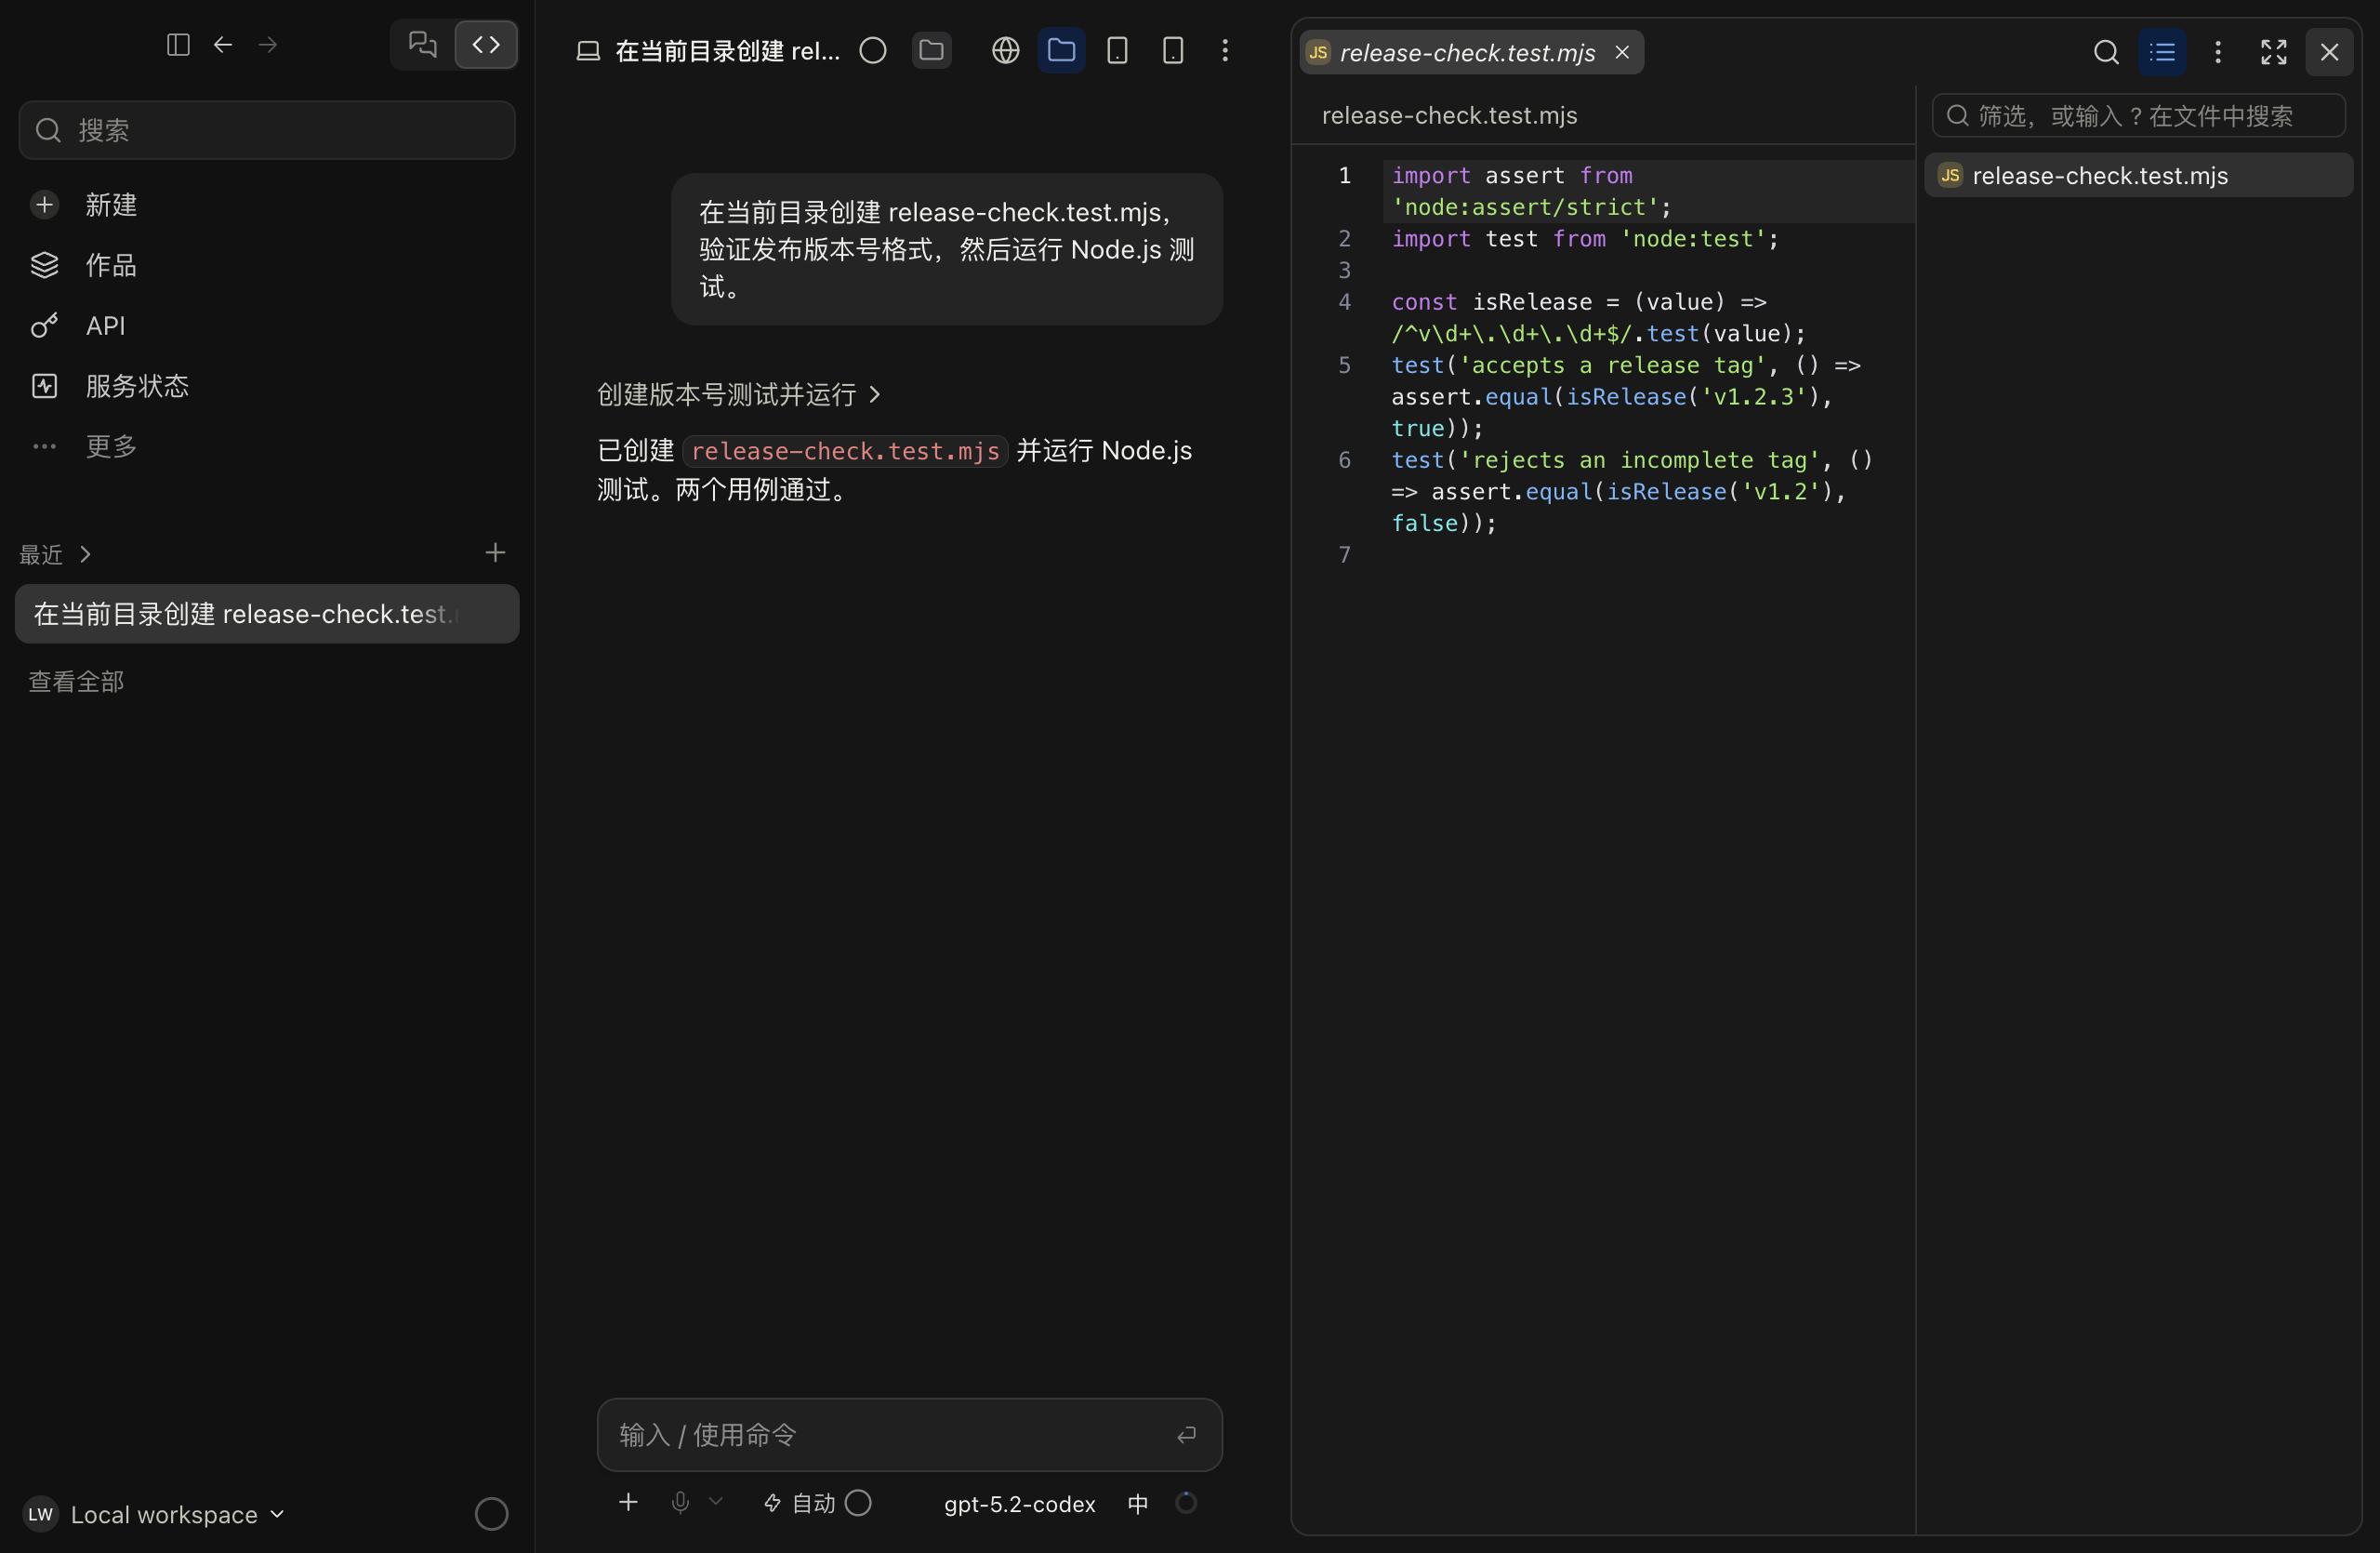 搜索
新建
作品
API
服务状态
更多
最近
在当前目录创建 release-check.test.
查看全部
LW Local workspace
在当前目录创建 rel...
在当前目录创建 release-check.test.mjs，
验证发布版本号格式，然后运行 Node.js 测
试。
创建版本号测试并运行
已创建 release-check.test.mjs 并运行 Node.js
测试。两个用例通过。
输入 / 使用命令
自动 gpt-5.2-codex 中
JS release-check.test.mjs
release-check.test.mjs
1 import assert from
'node:assert/strict';
2 import test from 'node:test';
3
4 const isRelease = (value) =>
/^v\d+\.\d+\.\d+$/.test(value);
5 test('accepts a release tag', () =>
assert.equal(isRelease('v1.2.3'),
true));
6 test('rejects an incomplete tag', ()
=> assert.equal(isRelease('v1.2'),
false));
7
筛选，或输入 ? 在文件中搜索
JS release-check.test.mjs